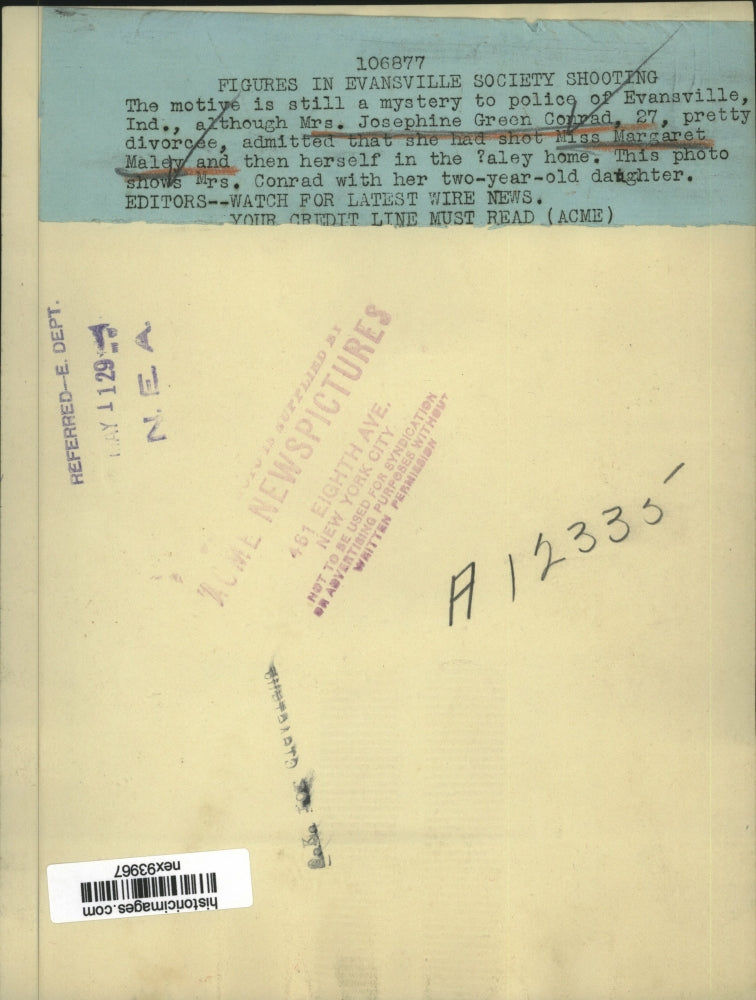 106877
FIGURES IN EVANSVILLE SOCIETY SHOOTING
The motive is still a mystery to police of Evansville,
Ind., although Mrs. Josephine Green Conrad, 27, pretty
divorcee, admitted that she had shot Miss Margaret
Maley and then herself in the ?aley home. This photo
shows Mrs. Conrad with her two-year-old daughter.
EDITORS--WATCH FOR LATEST WIRE NEWS.
YOUR CREDIT LINE MUST READ (ACME)
REFERRED—E. DEPT.
MAY 11 29
N. E. A.
SUPPLIED BY
ACME NEWSPICTURES
461 EIGHTH AVE.
NEW YORK CITY
NOT TO BE USED FOR SYNDICATION
OR ADVERTISING PURPOSES WITHOUT
WRITTEN PERMISSION
A12335
historicimages.com
nex93967